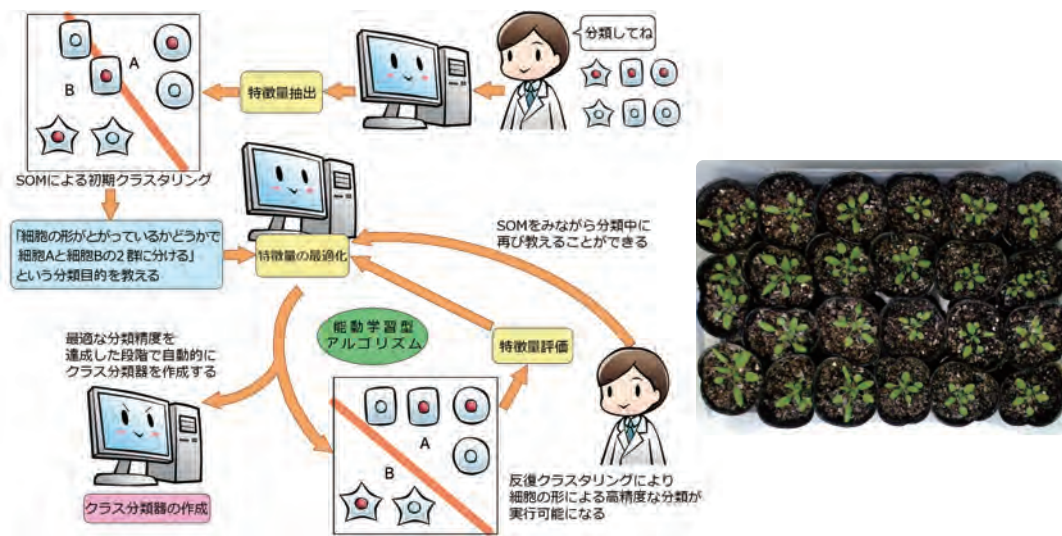 分類してね
特徴量抽出
A
B
SOMによる初期クラスタリング
「細胞の形がとがっているかどうかで
細胞Aと細胞Bの2群に分ける」
という分類目的を教える
特徴量の最適化
SOMをみながら分類中に
再び教えることができる
能動学習型
アルゴリズム
特徴量評価
最適な分類精度を
達成した段階で自動的に
クラス分類器を作成する
クラス分類器の作成
A
B
反復クラスタリングにより
細胞の形による高精度な分類が
実行可能になる